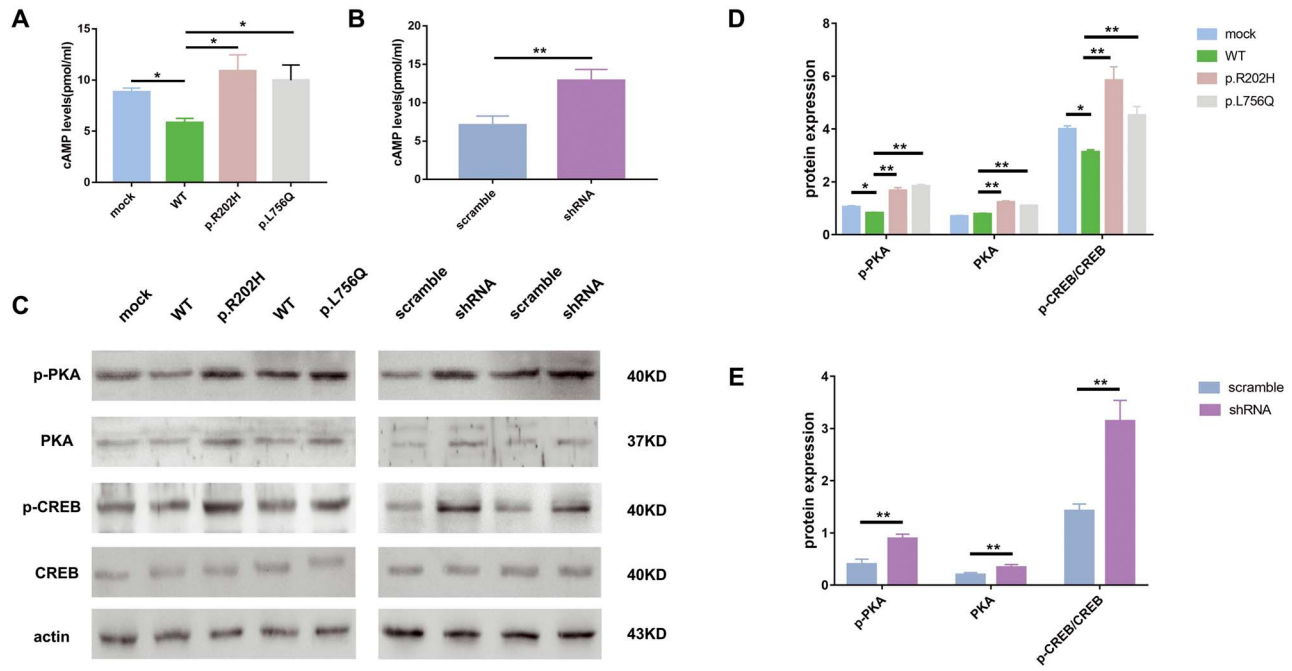 A
cAMP levels(pmol/ml)
15
10
5
0
*
*
*
mock
WT
p.R202H
p.L756Q
B
cAMP levels(pmol/ml)
15
10
5
0
**
scramble
shRNA
C
mock WT p.R202H WT p.L756Q scramble shRNA scramble shRNA
p-PKA 40KD
PKA 37KD
p-CREB 40KD
CREB 40KD
actin 43KD
D
protein expression
8
6
4
2
0
*
**
**
**
**
*
**
**
p-PKA
PKA
p-CREB/CREB
mock
WT
p.R202H
p.L756Q
E
protein expression
4
3
2
1
0
**
**
**
p-PKA
PKA
p-CREB/CREB
scramble
shRNA